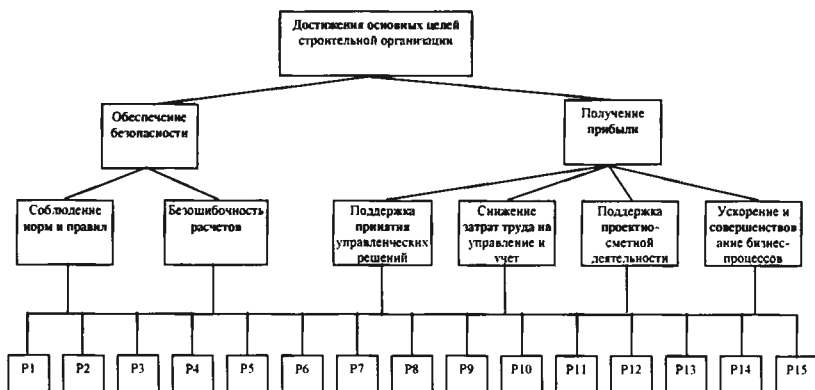 Достижения основных целей
строительной организации
Обеспечение
безопасности
Получение
прибыли
Соблюдение
норм и правил
Безошибочность
расчетов
Поддержка
принятия
управленческих
решений
Снижение
затрат труда на
управление и
учет
Поддержка
проектно-
сметной
деятельности
Ускорение и
совершенствов
ание бизнес-
процессов
P1
P2
P3
P4
P5
P6
P7
P8
P9
P10
P11
P12
P13
P14
P15